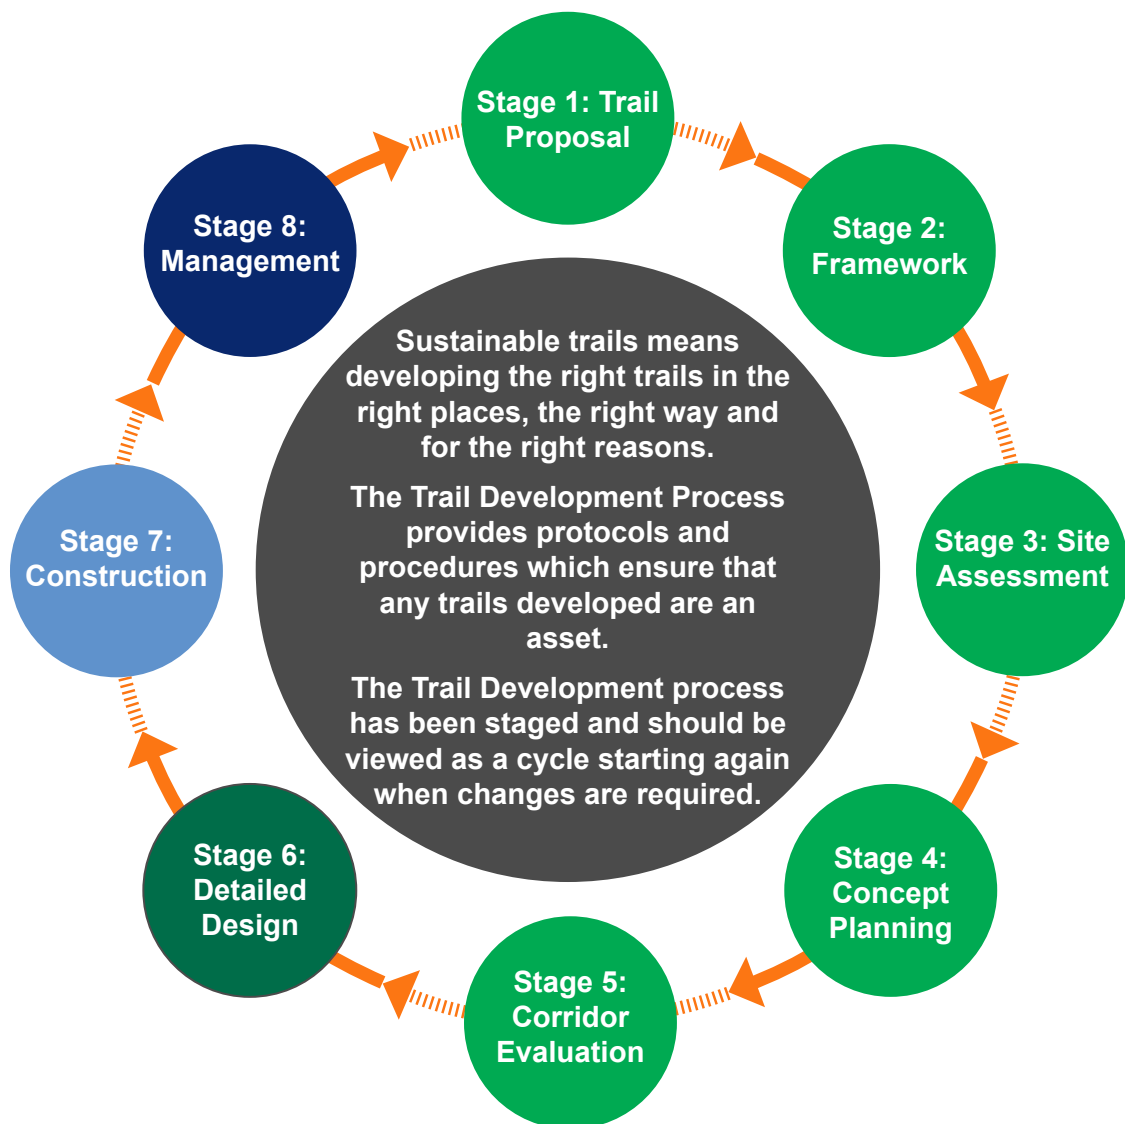 Stage 1: Trail
Proposal
Stage 2:
Framework
Stage 3: Site
Assessment
Stage 4:
Concept
Planning
Stage 5:
Corridor
Evaluation
Stage 6:
Detailed
Design
Stage 7:
Construction
Stage 8:
Management
Sustainable trails means
developing the right trails in the
right places, the right way and
for the right reasons.
The Trail Development Process
provides protocols and
procedures which ensure that
any trails developed are an
asset.
The Trail Development process
has been staged and should be
viewed as a cycle starting again
when changes are required.